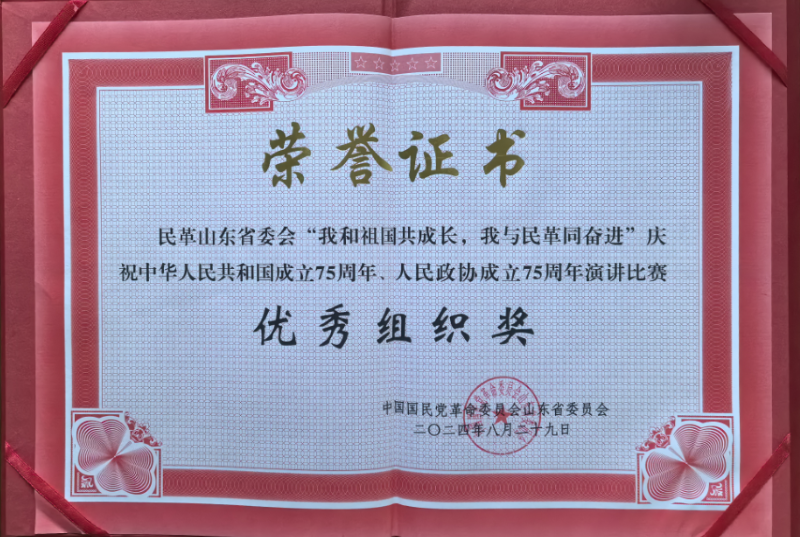 荣誉证书
民革山东省委会“我和祖国共成长，我与民革同奋进”庆
祝中华人民共和国成立75周年、人民政协成立75周年演讲比赛
优秀组织奖
中国国民党革命委员会山东省委员会
二〇二四年八月二十九日